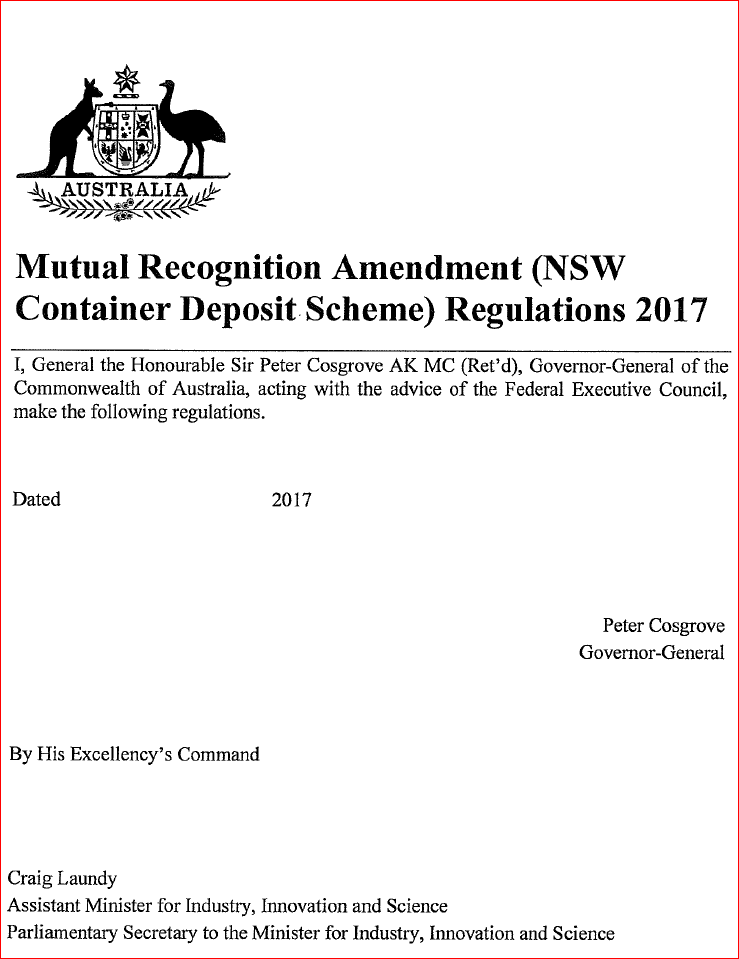 AUSTRALIA
Mutual Recognition Amendment (NSW
Container Deposit Scheme) Regulations 2017
I, General the Honourable Sir Peter Cosgrove AK MC (Ret’d), Governor-General of the
Commonwealth of Australia, acting with the advice of the Federal Executive Council,
make the following regulations.
Dated 2017
Peter Cosgrove
Governor-General
By His Excellency’s Command
Craig Laundy
Assistant Minister for Industry, Innovation and Science
Parliamentary Secretary to the Minister for Industry, Innovation and Science